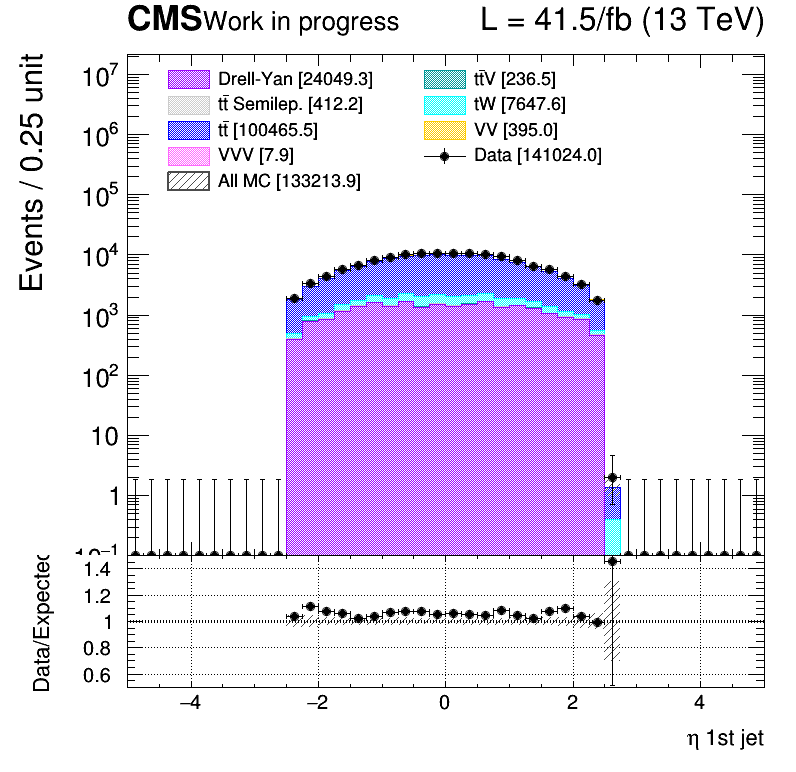 CMS Work in progress L = 41.5/fb (13 TeV)
Events / 0.25 unit
10⁷
10⁶
10⁵
10⁴
10³
10²
10
1
10⁻¹
Drell-Yan [24049.3]
tt̄ Semilep. [412.2]
tt̄ [100465.5]
VVV [7.9]
All MC [133213.9]
tt̄V [236.5]
tW [7647.6]
VV [395.0]
Data [141024.0]
Data/Expected
1.4
1.2
1
0.8
0.6
−4 −2 0 2 4
η 1st jet